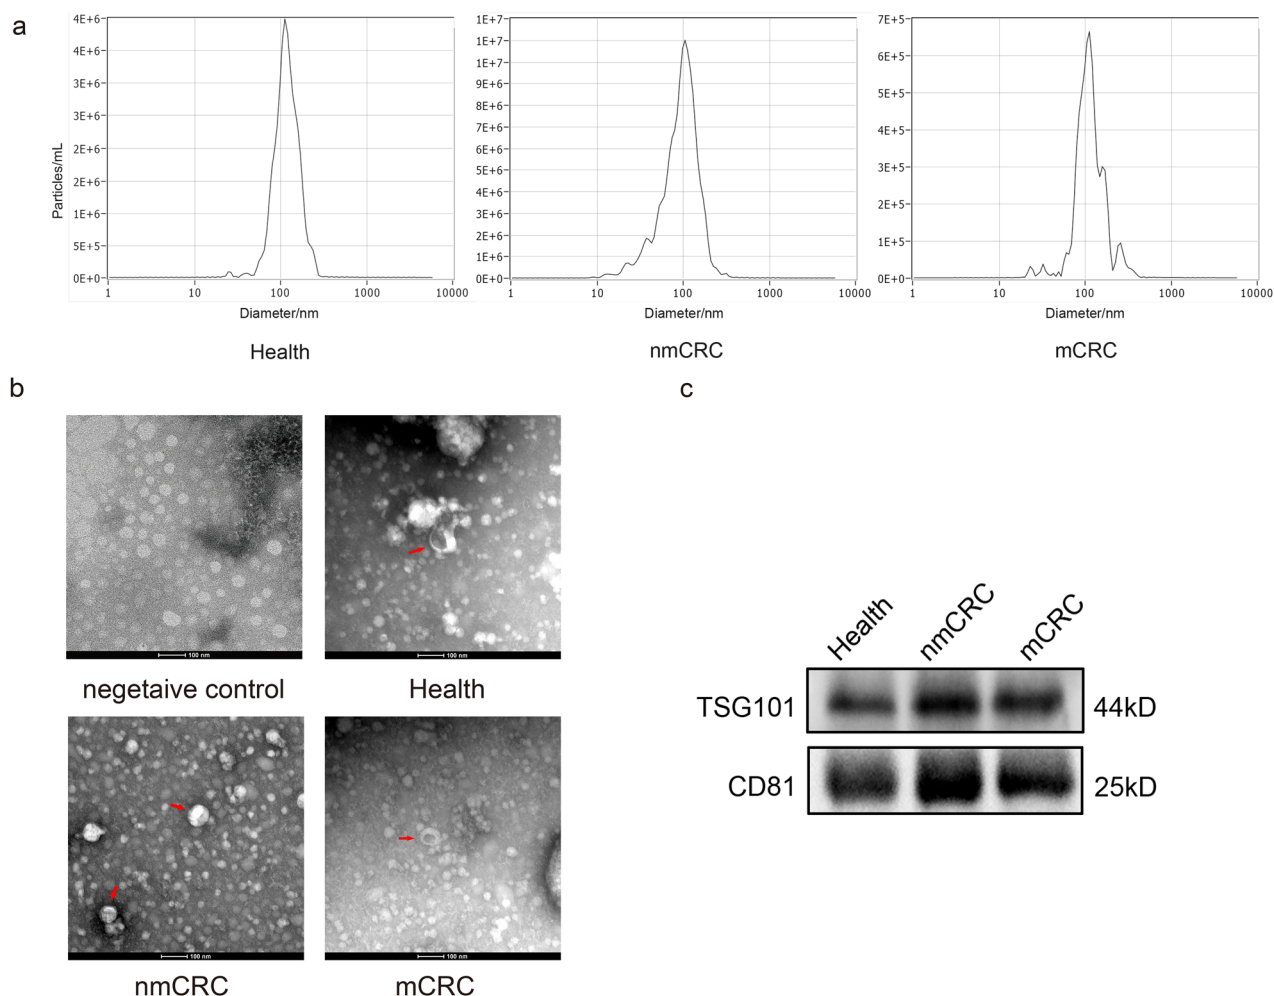 a
Particles/mL
4E+6
4E+6
3E+6
3E+6
2E+6
2E+6
1E+6
5E+5
0E+0
1 10 100 1000 10000
Diameter/nm
Health
1E+7
1E+7
1E+7
9E+6
8E+6
7E+6
6E+6
5E+6
4E+6
3E+6
2E+6
1E+6
0E+0
1 10 100 1000 10000
Diameter/nm
nmCRC
7E+5
6E+5
5E+5
4E+5
3E+5
2E+5
1E+5
0E+0
1 10 100 1000 10000
Diameter/nm
mCRC
b
100 nm
negetaive control
100 nm
Health
100 nm
nmCRC
100 nm
mCRC
c
Health nmCRC mCRC
TSG101 44kD
CD81 25kD